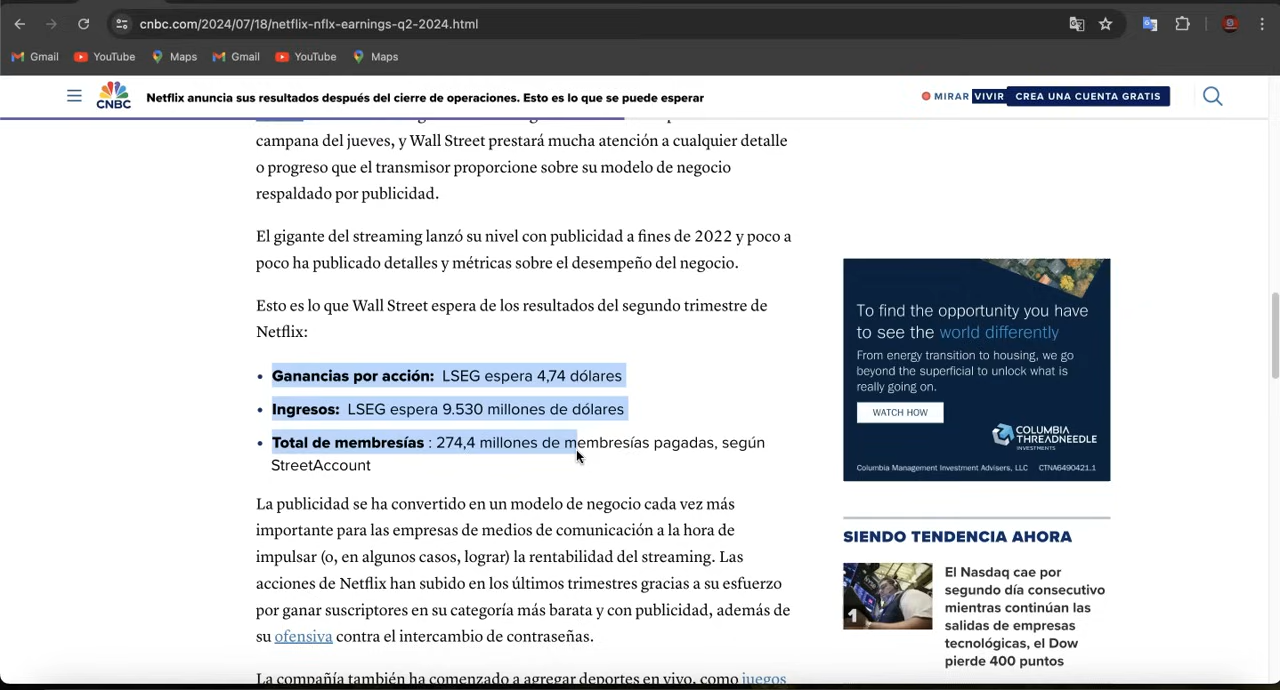 cnbc.com/2024/07/18/netflix-nflx-earnings-q2-2024.html
Gmail
YouTube
Maps
Gmail
YouTube
Maps
CNBC
Netflix anuncia sus resultados después del cierre de operaciones. Esto es lo que se puede esperar
MIRAR VIVIR
CREA UNA CUENTA GRATIS
campana del jueves, y Wall Street prestará mucha atención a cualquier detalle
o progreso que el transmisor proporcione sobre su modelo de negocio
respaldado por publicidad.
El gigante del streaming lanzó su nivel con publicidad a fines de 2022 y poco a
poco ha publicado detalles y métricas sobre el desempeño del negocio.
Esto es lo que Wall Street espera de los resultados del segundo trimestre de
Netflix:
• Ganancias por acción: LSEG espera 4,74 dólares
• Ingresos: LSEG espera 9.530 millones de dólares
• Total de membresías : 274,4 millones de membresías pagadas, según
StreetAccount
La publicidad se ha convertido en un modelo de negocio cada vez más
importante para las empresas de medios de comunicación a la hora de
impulsar (o, en algunos casos, lograr) la rentabilidad del streaming. Las
acciones de Netflix han subido en los últimos trimestres gracias a su esfuerzo
por ganar suscriptores en su categoría más barata y con publicidad, además de
su ofensiva contra el intercambio de contraseñas.
La compañía también ha comenzado a agregar deportes en vivo, como juegos
To find the opportunity you have
to see the world differently
From energy transition to housing, we go
beyond the superficial to unlock what is
really going on.
WATCH HOW
COLUMBIA
THREADNEEDLE
INVESTMENTS
Columbia Management Investment Advisers, LLC CTNA6490421.1
SIENDO TENDENCIA AHORA
1
El Nasdaq cae por
segundo día consecutivo
mientras continúan las
salidas de empresas
tecnológicas, el Dow
pierde 400 puntos